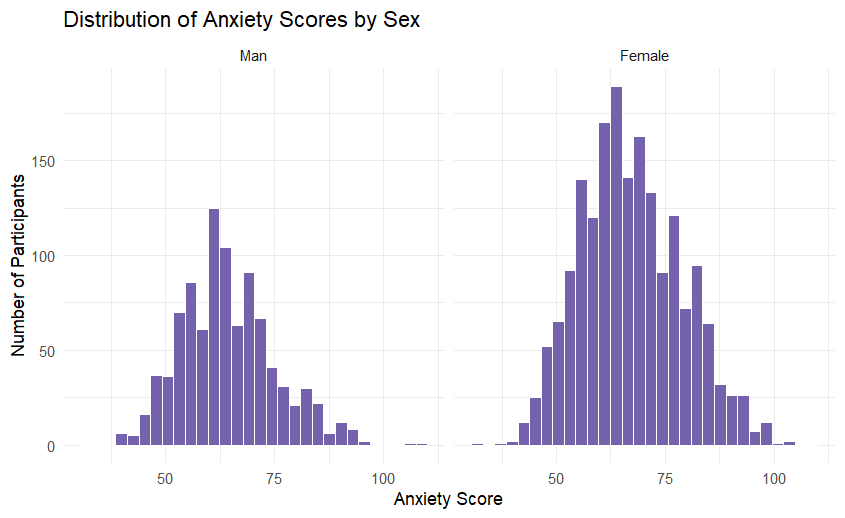 Distribution of Anxiety Scores by Sex
Man
Female
Number of Participants
150
100
50
0
50 75 100
50 75 100
Anxiety Score